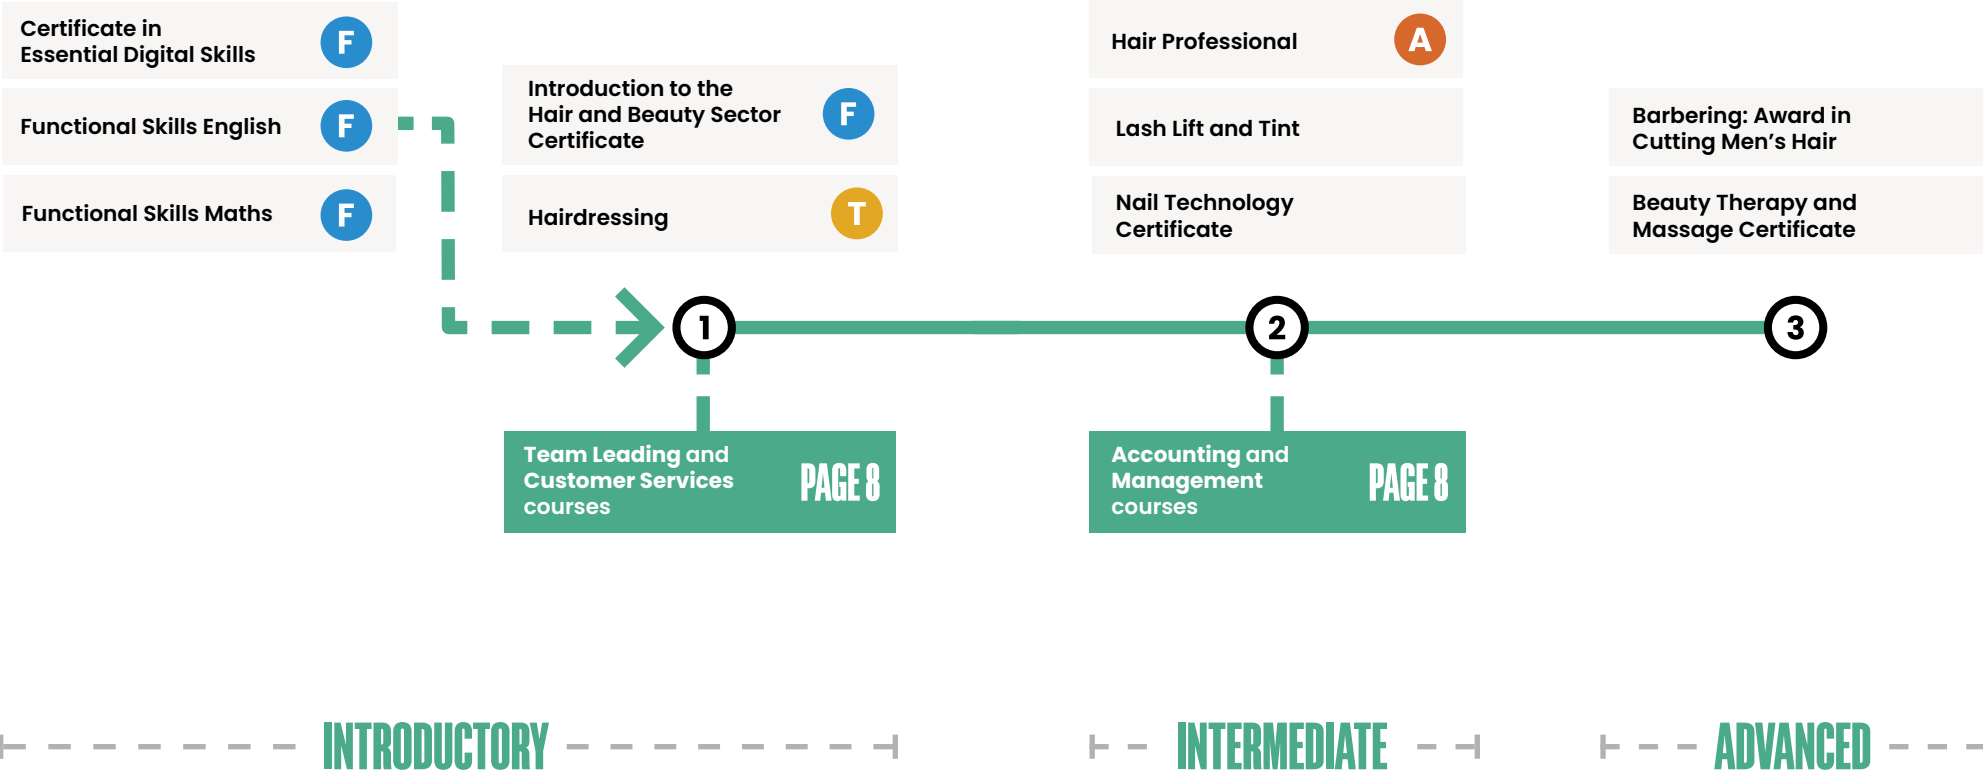 Certificate in
Essential Digital Skills
F
Functional Skills English
F
Functional Skills Maths
F
Introduction to the
Hair and Beauty Sector
Certificate
F
Hairdressing
T
Hair Professional
A
Lash Lift and Tint
Nail Technology
Certificate
Barbering: Award in
Cutting Men’s Hair
Beauty Therapy and
Massage Certificate
1
2
3
Team Leading and
Customer Services
courses
PAGE 8
Accounting and
Management
courses
PAGE 8
INTRODUCTORY
INTERMEDIATE
ADVANCED